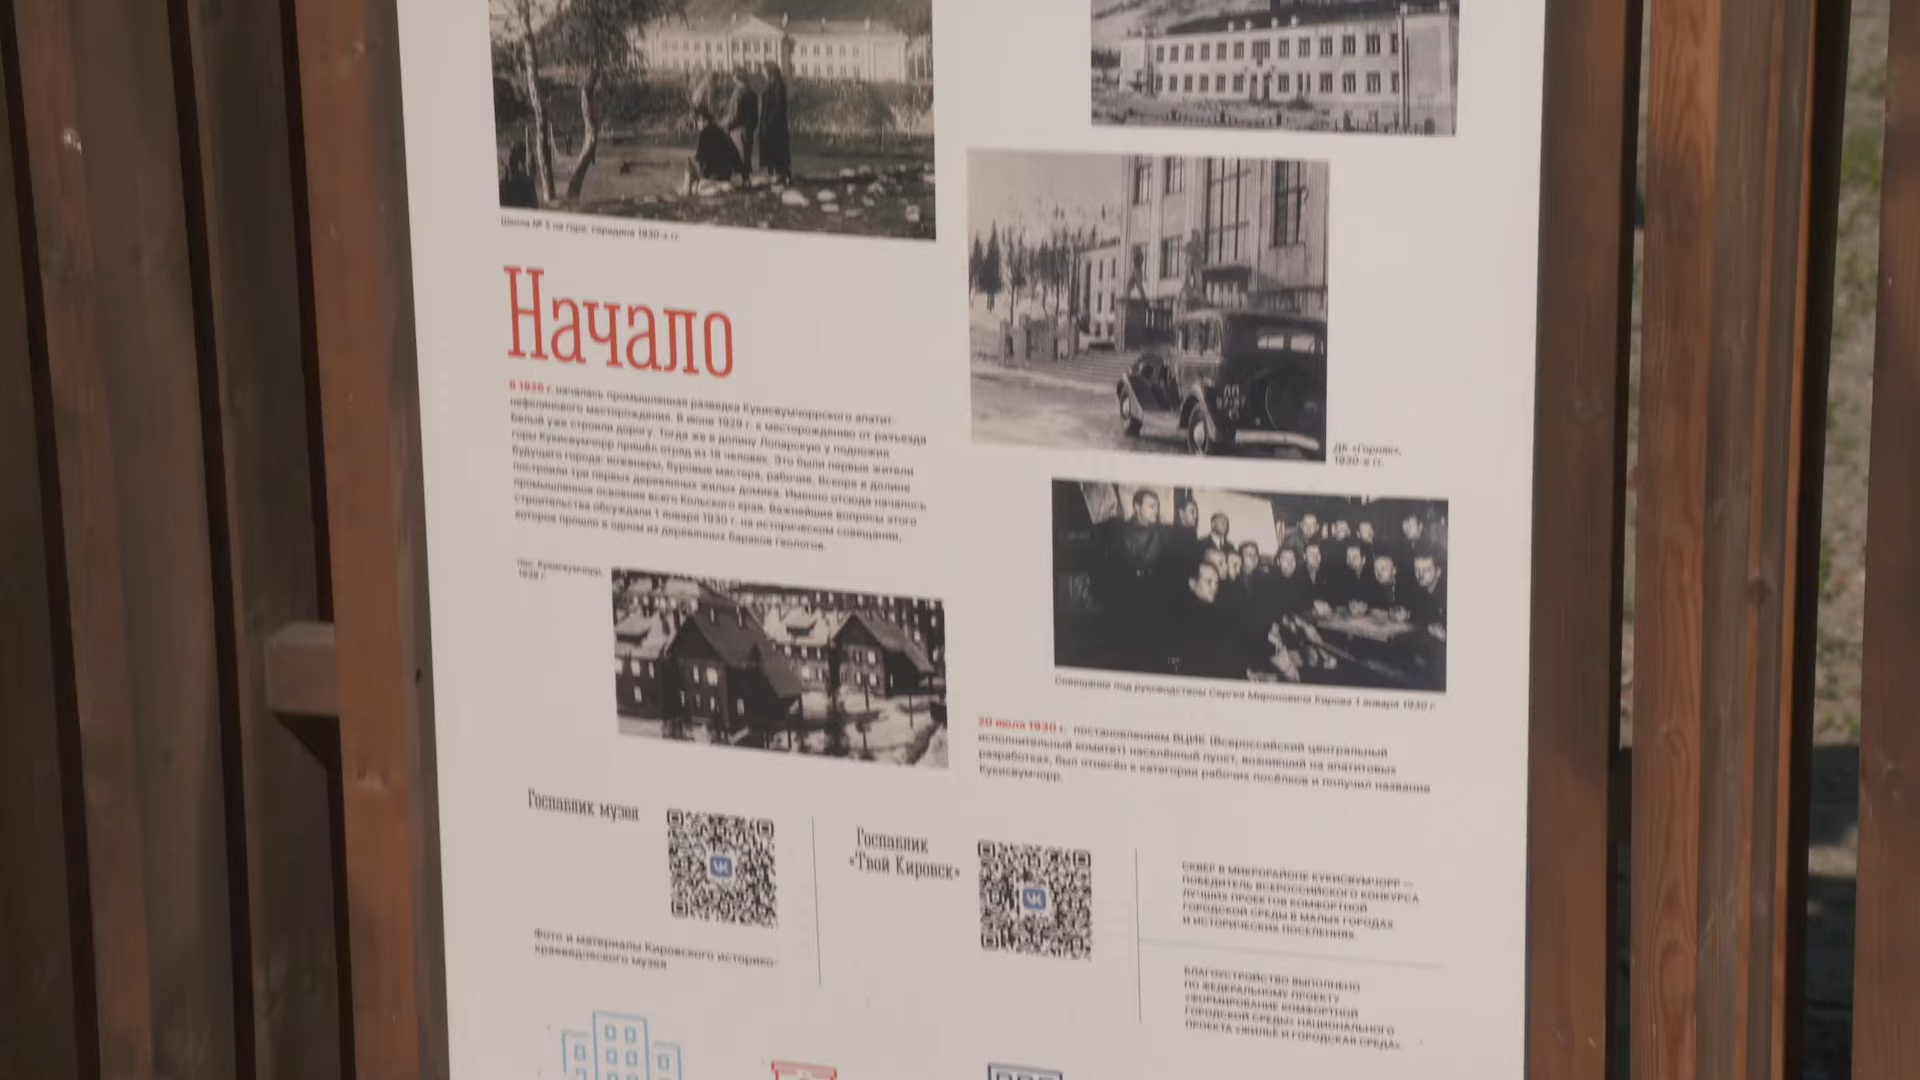 Школа № 5 на горе, середина 1930-х гг.
Начало
В 1926 г. началась промышленная разведка Кукисвумчоррского апатит-
нефелинового месторождения. В июне 1929 г. к месторождению от разъезда
Белый уже строили дорогу. Тогда же в долину Лопарскую у подножия
горы Кукисвумчорр пришёл отряд из 18 человек. Это были первые жители
будущего города: инженеры, буровые мастера, рабочие. Вскоре в долине
построили три первых деревянных жилых домика. Именно отсюда началось
промышленное освоение всего Кольского края. Важнейшие вопросы этого
строительства обсуждали 1 января 1930 г. на историческом совещании,
которое прошло в одном из деревянных бараков геологов.
пос. Кукисвумчорр,
1938 г.
ДК «Горняк»,
1930-е гг.
Совещание под руководством Сергея Мироновича Кирова 1 января 1930 г.
20 июля 1930 г. постановлением ВЦИК (Всероссийский центральный
исполнительный комитет) населённый пункт, возникший на апатитовых
разработках, был отнесён к категории рабочих посёлков и получил название
Кукисвумчорр.
Госпаблик музея
Фото и материалы Кировского историко-
краеведческого музея
Госпаблик
«Твой Кировск»
СКВЕР В МИКРОРАЙОНЕ КУКИСВУМЧОРР —
ПОБЕДИТЕЛЬ ВСЕРОССИЙСКОГО КОНКУРСА
ЛУЧШИХ ПРОЕКТОВ КОМФОРТНОЙ
ГОРОДСКОЙ СРЕДЫ В МАЛЫХ ГОРОДАХ
И ИСТОРИЧЕСКИХ ПОСЕЛЕНИЯХ.
БЛАГОУСТРОЙСТВО ВЫПОЛНЕНО
ПО ФЕДЕРАЛЬНОМУ ПРОЕКТУ
«ФОРМИРОВАНИЕ КОМФОРТНОЙ
ГОРОДСКОЙ СРЕДЫ» НАЦИОНАЛЬНОГО
ПРОЕКТА «ЖИЛЬЁ И ГОРОДСКАЯ СРЕДА».